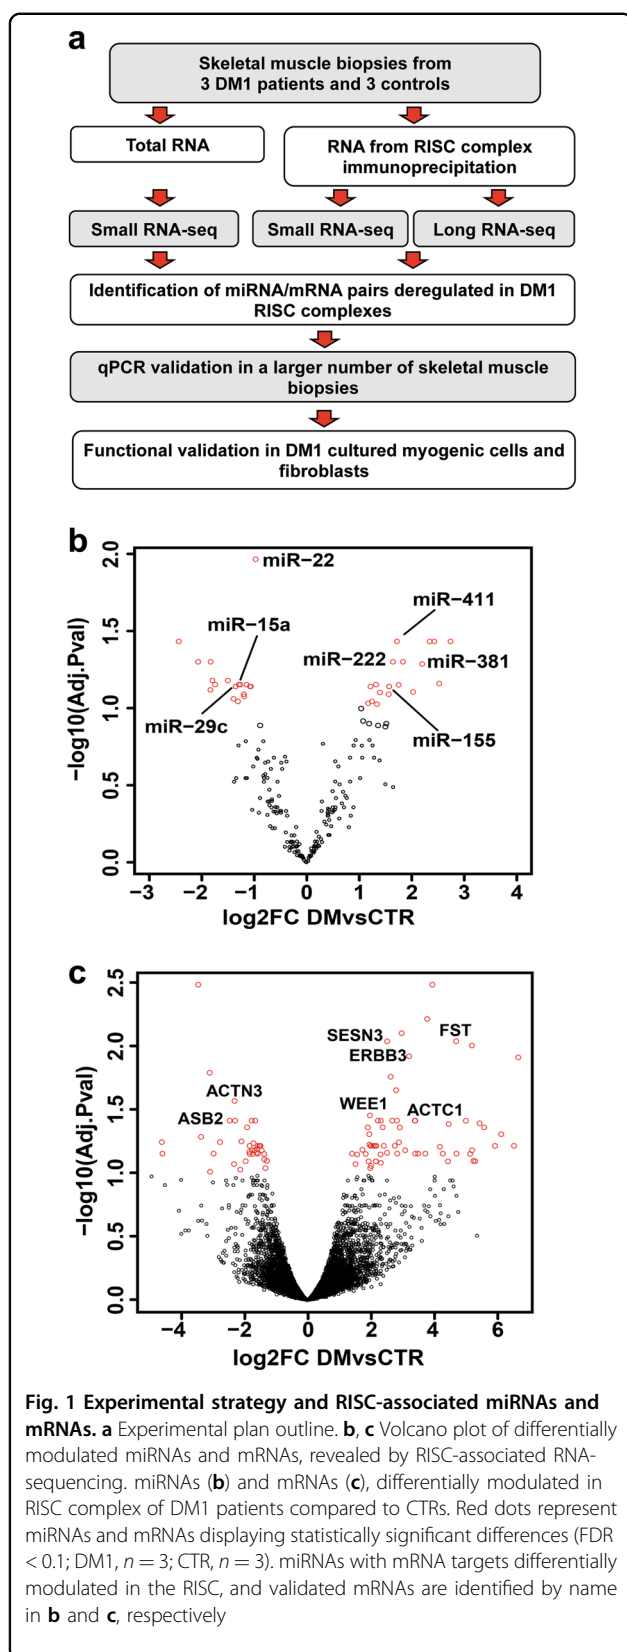 a
Skeletal muscle biopsies from
3 DM1 patients and 3 controls
Total RNA
RNA from RISC complex
immunoprecipitation
Small RNA-seq
Small RNA-seq
Long RNA-seq
Identification of miRNA/mRNA pairs deregulated in DM1
RISC complexes
qPCR validation in a larger number of skeletal muscle
biopsies
Functional validation in DM1 cultured myogenic cells and
fibroblasts
b
−log10(Adj.Pval)
2.0
1.5
1.0
0.5
0.0
miR−22
miR−411
miR−15a
miR−222
miR−381
miR−29c
miR−155
−3 −2 −1 0 1 2 3 4
log2FC DMvsCTR
c
−log10(Adj.Pval)
2.5
2.0
1.5
1.0
0.5
0.0
SESN3
FST
ERBB3
ACTN3
WEE1
ACTC1
ASB2
−4 −2 0 2 4 6
log2FC DMvsCTR
Fig. 1 Experimental strategy and RISC-associated miRNAs and
mRNAs. a Experimental plan outline. b, c Volcano plot of differentially
modulated miRNAs and mRNAs, revealed by RISC-associated RNA-
sequencing. miRNAs (b) and mRNAs (c), differentially modulated in
RISC complex of DM1 patients compared to CTRs. Red dots represent
miRNAs and mRNAs displaying statistically significant differences (FDR
< 0.1; DM1, n = 3; CTR, n = 3). miRNAs with mRNA targets differentially
modulated in the RISC, and validated mRNAs are identified by name
in b and c, respectively